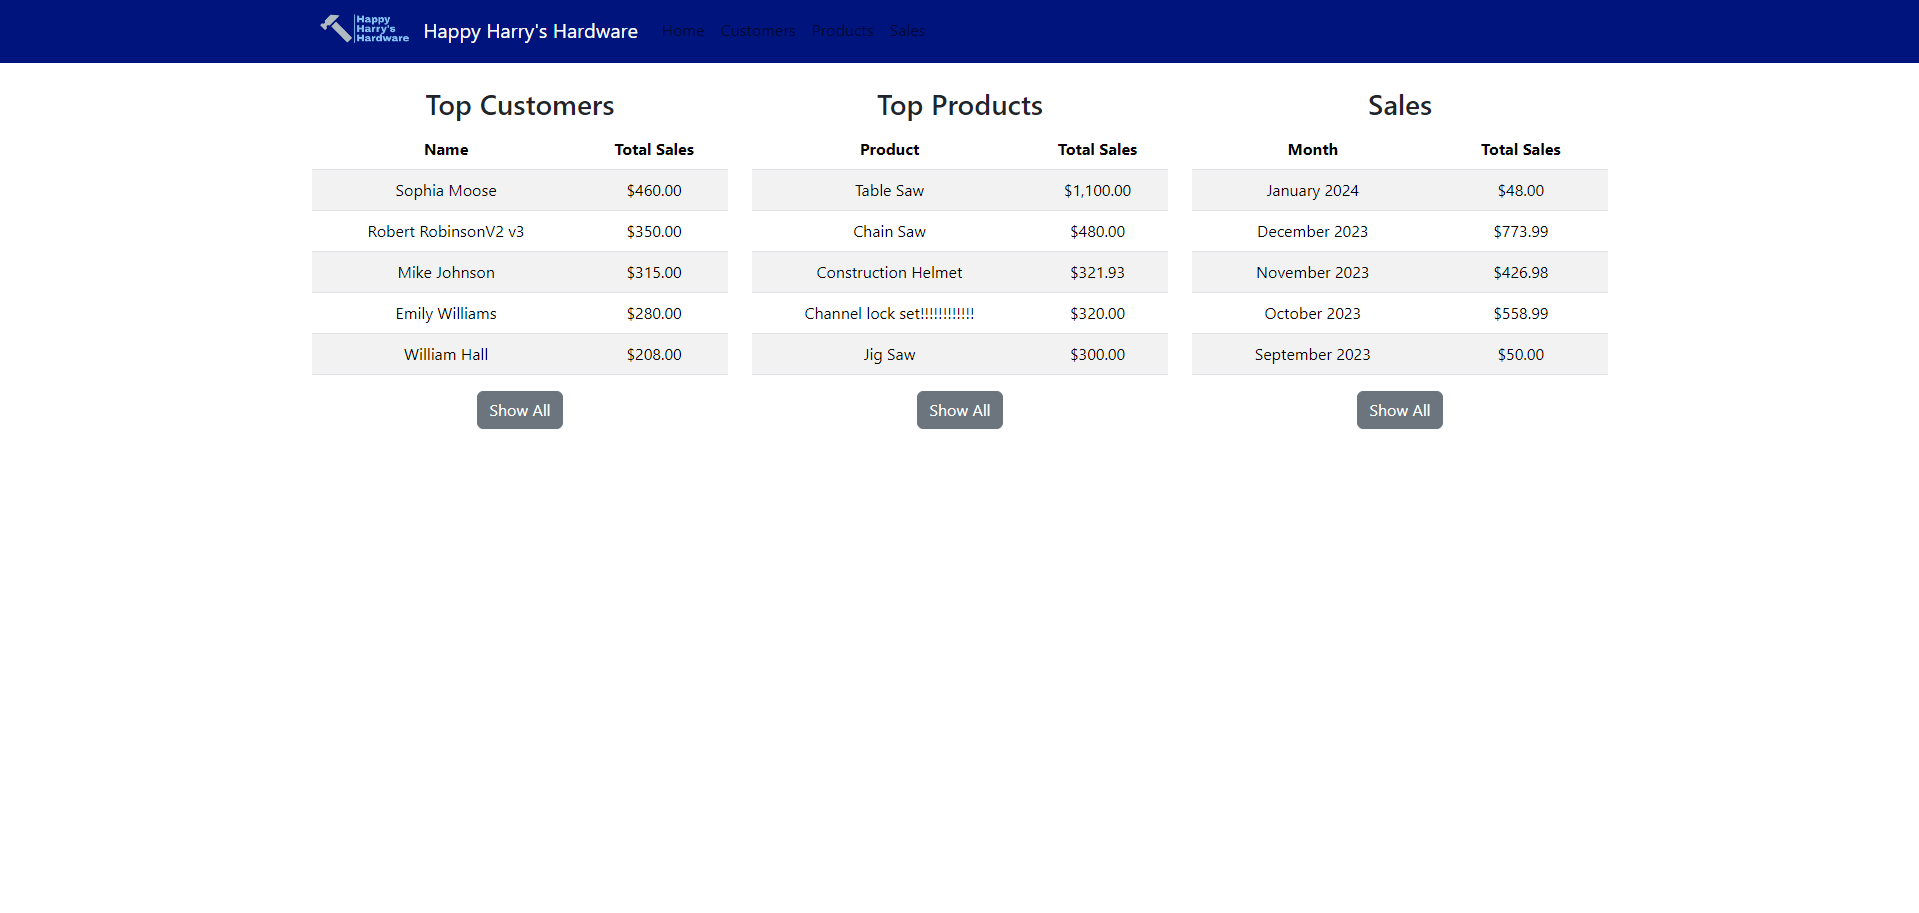 Happy
Harry's
Hardware
Happy Harry's Hardware Home Customers Products Sales
Top Customers
Name Total Sales
Sophia Moose $460.00
Robert RobinsonV2 v3 $350.00
Mike Johnson $315.00
Emily Williams $280.00
William Hall $208.00
Show All
Top Products
Product Total Sales
Table Saw $1,100.00
Chain Saw $480.00
Construction Helmet $321.93
Channel lock set!!!!!!!!!!!! $320.00
Jig Saw $300.00
Show All
Sales
Month Total Sales
January 2024 $48.00
December 2023 $773.99
November 2023 $426.98
October 2023 $558.99
September 2023 $50.00
Show All